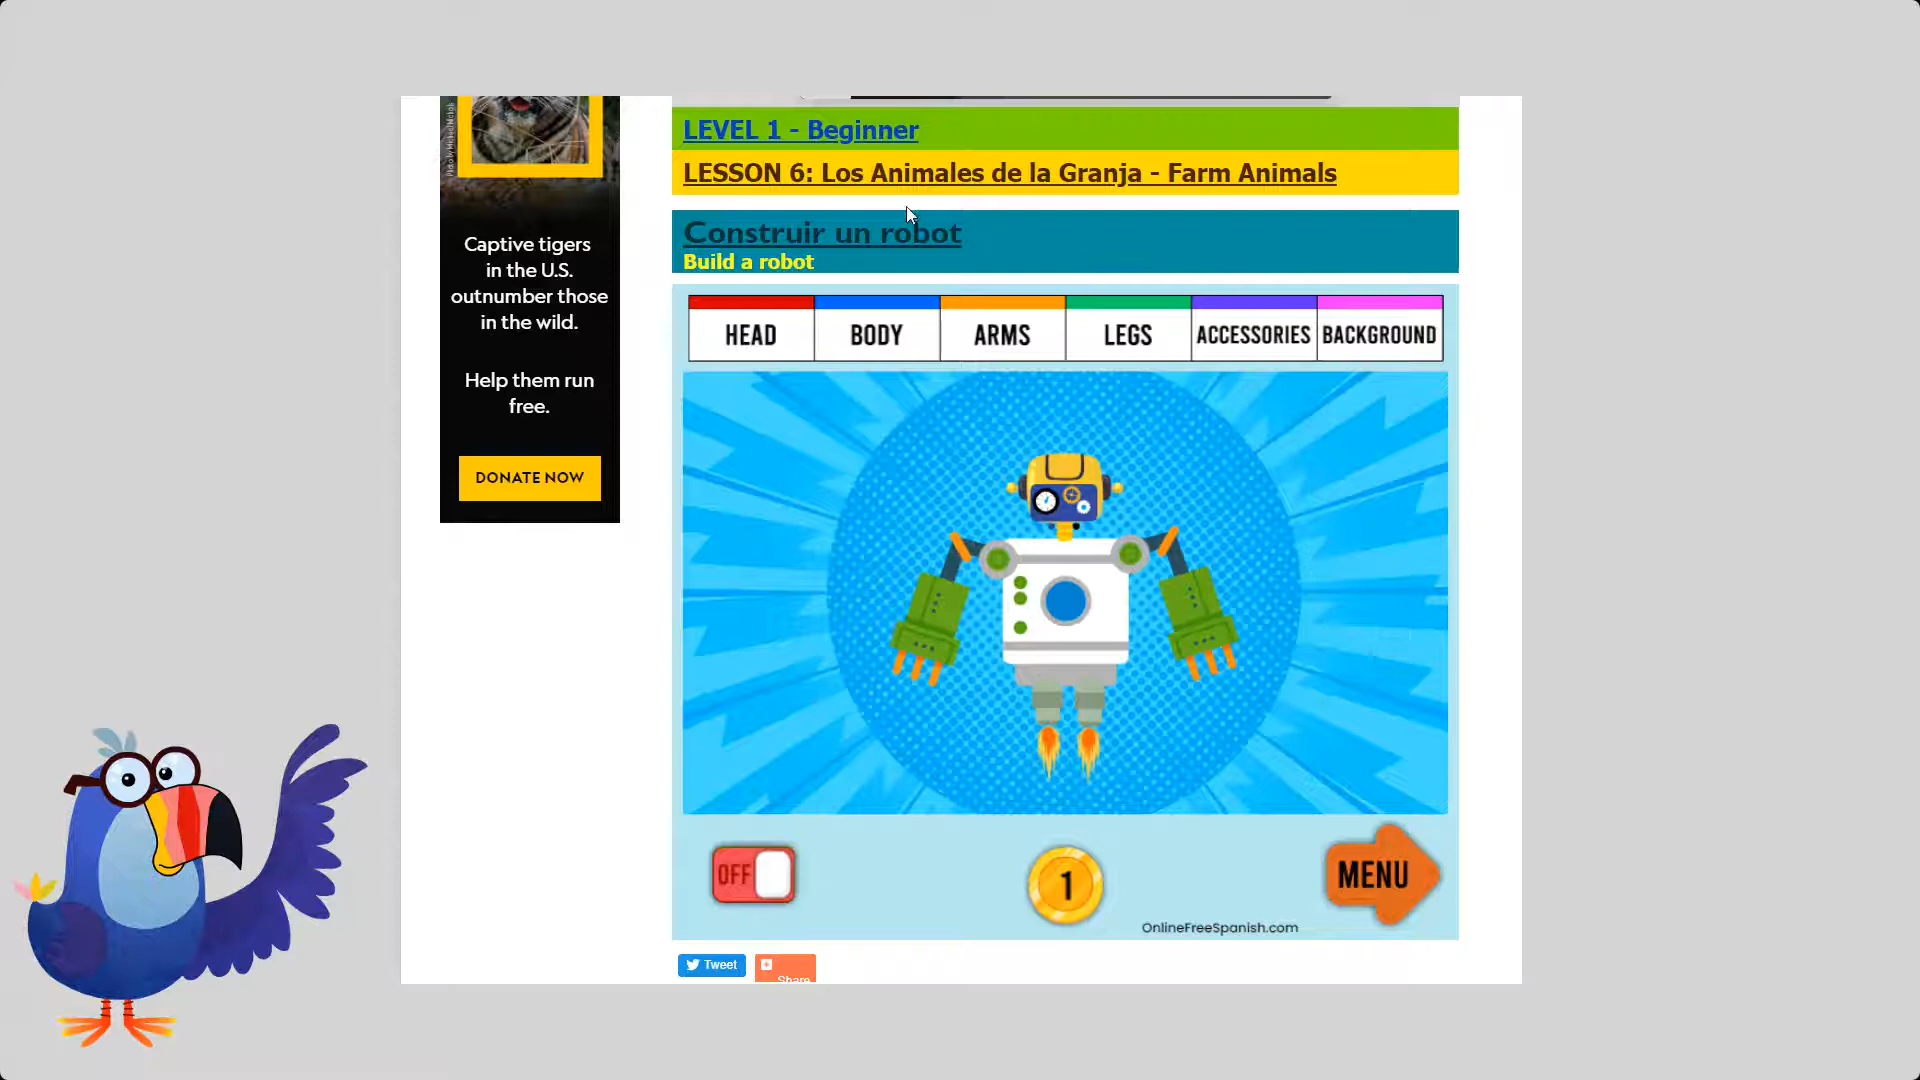 LEVEL 1 - Beginner
LESSON 6: Los Animales de la Granja - Farm Animals
Construir un robot
Build a robot
Captive tigers
in the U.S.
outnumber those
in the wild.
Help them run
free.
DONATE NOW
HEAD
BODY
ARMS
LEGS
ACCESSORIES
BACKGROUND
OFF
1
MENU
OnlineFreeSpanish.com
Tweet
Share